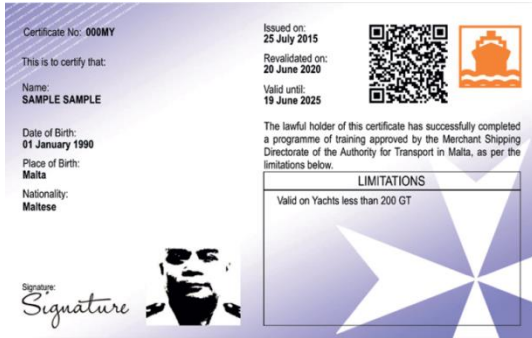 Certificate No: 000MY
This is to certify that:
Name:
SAMPLE SAMPLE
Date of Birth:
01 January 1990
Place of Birth:
Malta
Nationality:
Maltese
Signature:
Signature
Issued on:
25 July 2015
Revalidated on:
20 June 2020
Valid until:
19 June 2025
The lawful holder of this certificate has successfully completed
a programme of training approved by the Merchant Shipping
Directorate of the Authority for Transport in Malta, as per the
limitations below.
LIMITATIONS
Valid on Yachts less than 200 GT